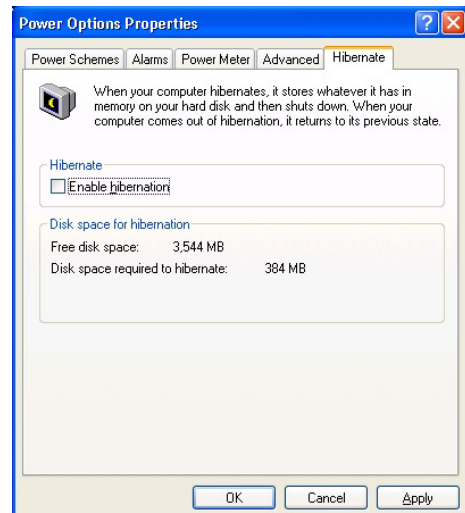 Power Options Properties
Power Schemes Alarms Power Meter Advanced Hibernate
When your computer hibernates, it stores whatever it has in
memory on your hard disk and then shuts down. When your
computer comes out of hibernation, it returns to its previous state.
Hibernate
Enable hibernation
Disk space for hibernation
Free disk space: 3,544 MB
Disk space required to hibernate: 384 MB
OK Cancel Apply